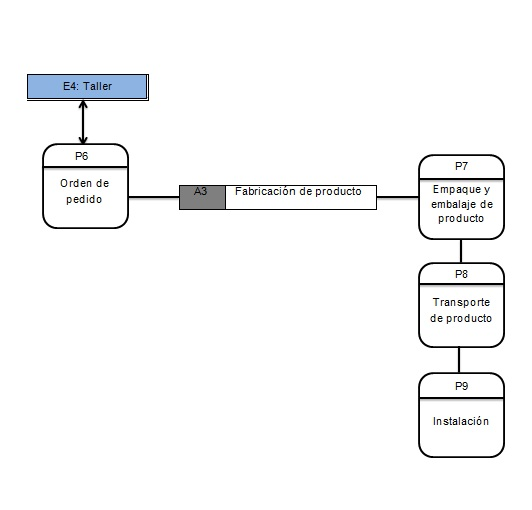 E4: Taller
P6
Orden de
pedido
A3
Fabricación de producto
P7
Empaque y
embalaje de
producto
P8
Transporte
de producto
P9
Instalación